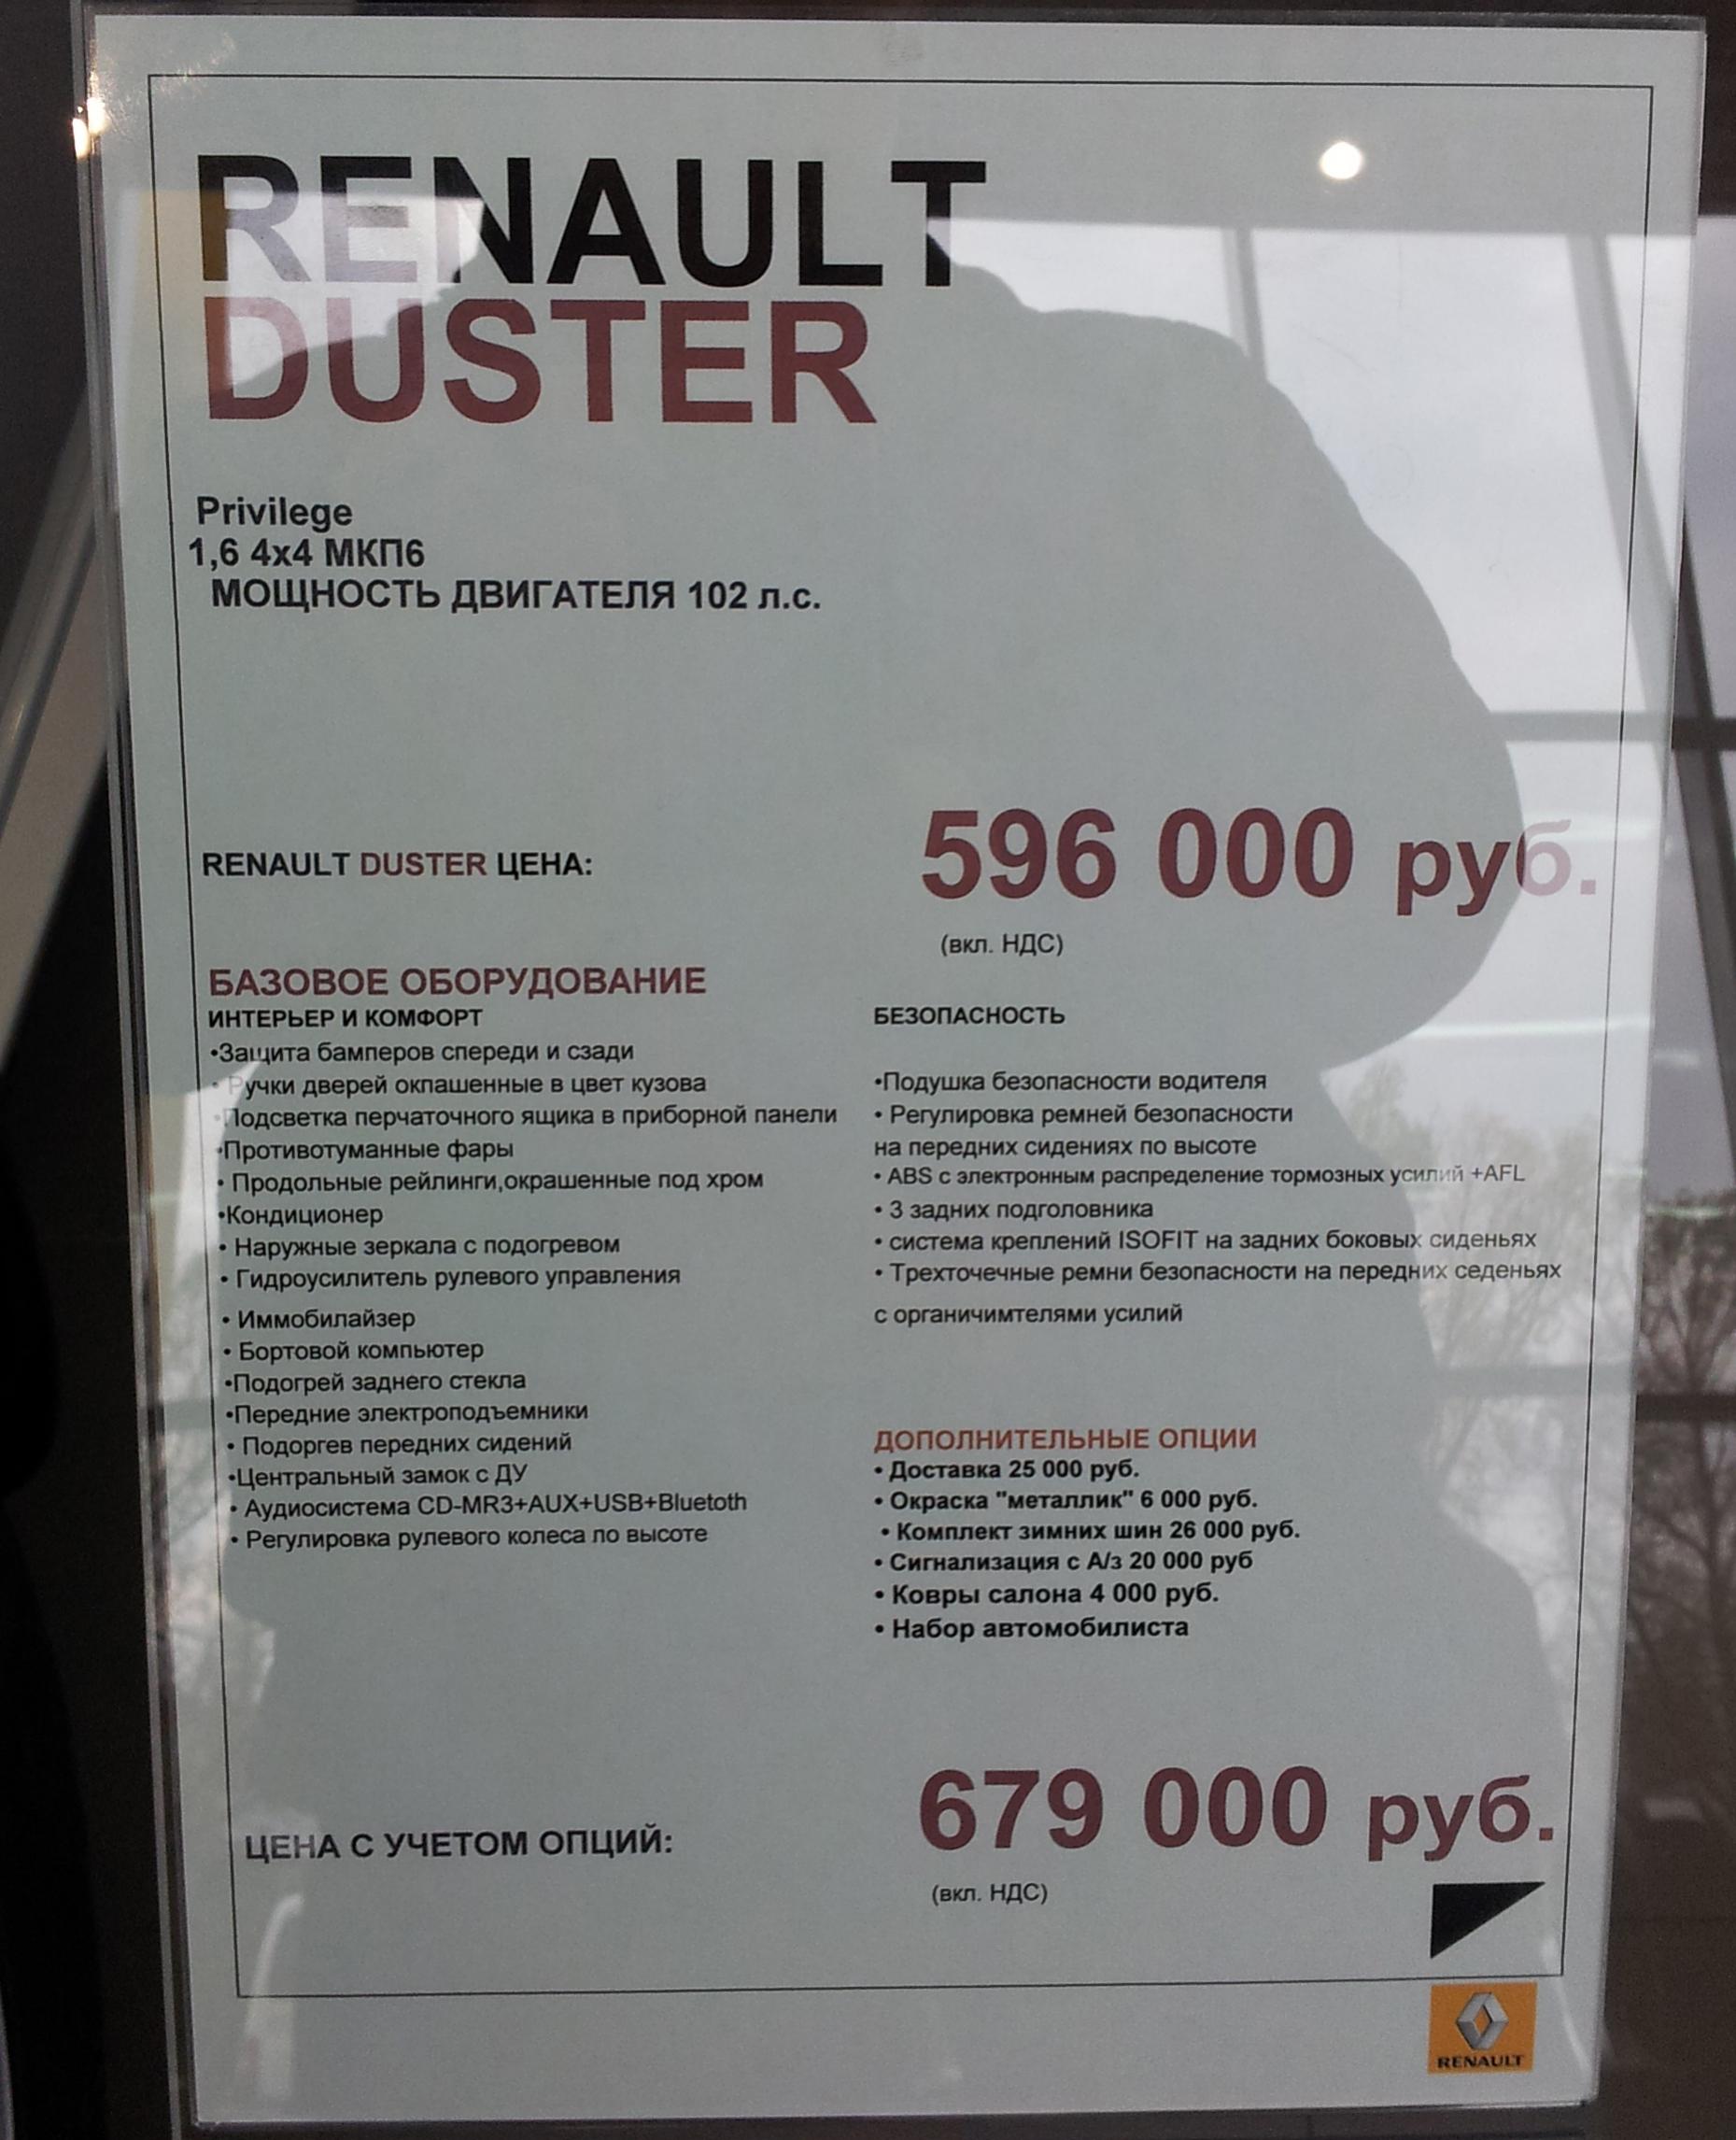 RENAULT
DUSTER
Privilege
1,6 4x4 МКП6
МОЩНОСТЬ ДВИГАТЕЛЯ 102 л.с.
RENAULT DUSTER ЦЕНА:
596 000 руб.
(вкл. НДС)
БАЗОВОЕ ОБОРУДОВАНИЕ
ИНТЕРЬЕР И КОМФОРТ
•Защита бамперов спереди и сзади
• Ручки дверей окпашенные в цвет кузова
•Подсветка перчаточного ящика в приборной панели
•Противотуманные фары
• Продольные рейлинги,окрашенные под хром
•Кондиционер
• Наружные зеркала с подогревом
• Гидроусилитель рулевого управления
• Иммобилайзер
• Бортовой компьютер
•Подогрей заднего стекла
•Передние электроподъемники
• Подоргев передних сидений
•Центральный замок с ДУ
• Аудиосистема CD-MR3+AUX+USB+Bluetoth
• Регулировка рулевого колеса по высоте
БЕЗОПАСНОСТЬ
•Подушка безопасности водителя
• Регулировка ремней безопасности
на передних сидениях по высоте
• ABS с электронным распределение тормозных усилий +AFL
• 3 задних подголовника
• система креплений ISOFIT на задних боковых сиденьях
• Трехточечные ремни безопасности на передних седеньях
с органичимтелями усилий
ДОПОЛНИТЕЛЬНЫЕ ОПЦИИ
• Доставка 25 000 руб.
• Окраска "металлик" 6 000 руб.
• Комплект зимних шин 26 000 руб.
• Сигнализация с А/з 20 000 руб
• Ковры салона 4 000 руб.
• Набор автомобилиста
ЦЕНА С УЧЕТОМ ОПЦИЙ:
679 000 руб.
(вкл. НДС)
RENAULT